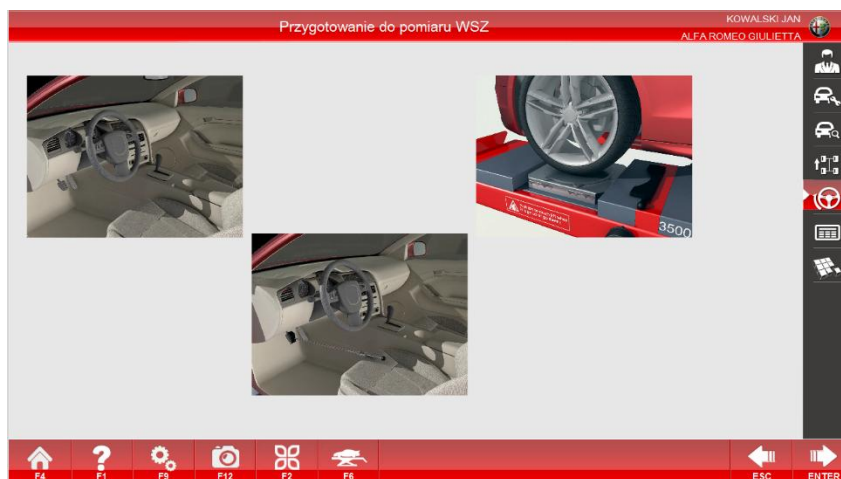 Przygotowanie do pomiaru WSZ
KOWALSKI JAN
ALFA ROMEO GIULIETTA
3500
F4
F1
F9
F12
F2
F6
ESC
ENTER